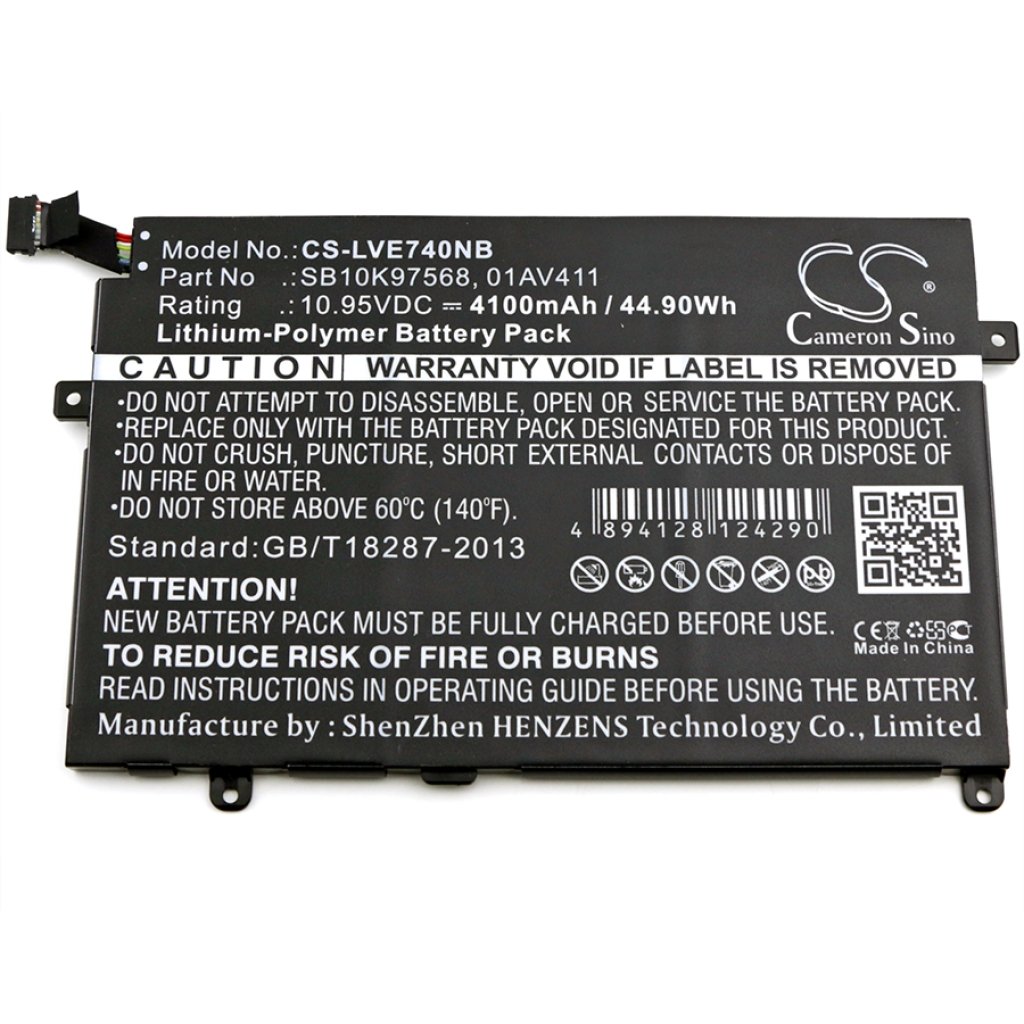 Model No.:CS-LVE740NB
Part No .:SB10K97568, 01AV411
Rating .:10.95VDC ⎓ 4100mAh / 44.90Wh
Lithium-Polymer Battery Pack
CS®
Cameron Sino
CAUTION WARRANTY VOID IF LABEL IS REMOVED
•DO NOT ATTEMPT TO DISASSEMBLE, OPEN OR SERVICE THE BATTERY PACK.
•REPLACE ONLY WITH THE BATTERY PACK DESIGNATED FOR THIS PRODUCT.
•DO NOT CRUSH, PUNCTURE, SHORT EXTERNAL CONTACTS OR DISPOSE OF
IN FIRE OR WATER.
•DO NOT STORE ABOVE 60°C (140°F).
4 894128 124290
Standard:GB/T18287-2013
Pb
ATTENTION!
NEW BATTERY PACK MUST BE FULLY CHARGED BEFORE USE.
CE
Made In China
TO REDUCE RISK OF FIRE OR BURNS
READ INSTRUCTIONS IN OPERATING GUIDE BEFORE USING THE BATTERY.
Manufacture by : ShenZhen HENZENS Technology Co., Limited